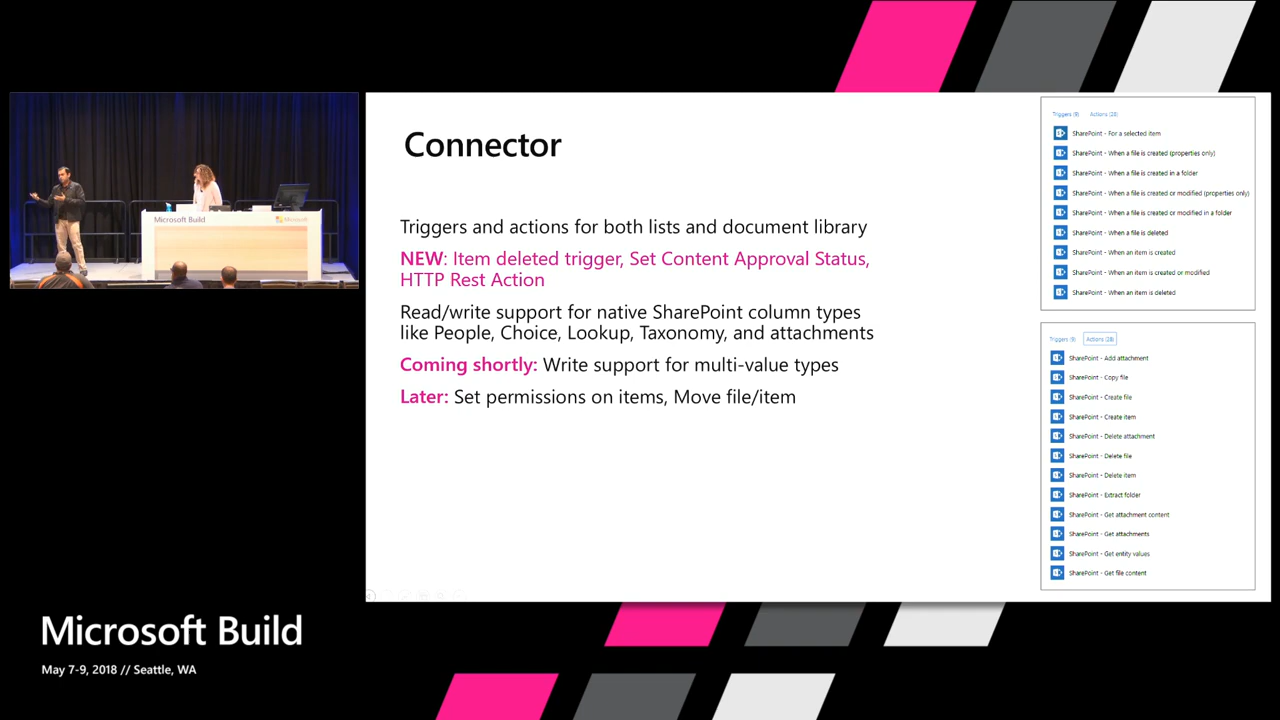 Microsoft Build
Microsoft
Connector
Triggers and actions for both lists and document library
NEW: Item deleted trigger, Set Content Approval Status,
HTTP Rest Action
Read/write support for native SharePoint column types
like People, Choice, Lookup, Taxonomy, and attachments
Coming shortly: Write support for multi-value types
Later: Set permissions on items, Move file/item
Triggers (9) Actions (28)
SharePoint - For a selected item
SharePoint - When a file is created (properties only)
SharePoint - When a file is created in a folder
SharePoint - When a file is created or modified (properties only)
SharePoint - When a file is created or modified in a folder
SharePoint - When a file is deleted
SharePoint - When an item is created
SharePoint - When an item is created or modified
SharePoint - When an item is deleted
Triggers (9) Actions (28)
SharePoint - Add attachment
SharePoint - Copy file
SharePoint - Create file
SharePoint - Create item
SharePoint - Delete attachment
SharePoint - Delete file
SharePoint - Delete item
SharePoint - Extract folder
SharePoint - Get attachment content
SharePoint - Get attachments
SharePoint - Get entity values
SharePoint - Get file content
Microsoft Build
May 7-9, 2018 // Seattle, WA